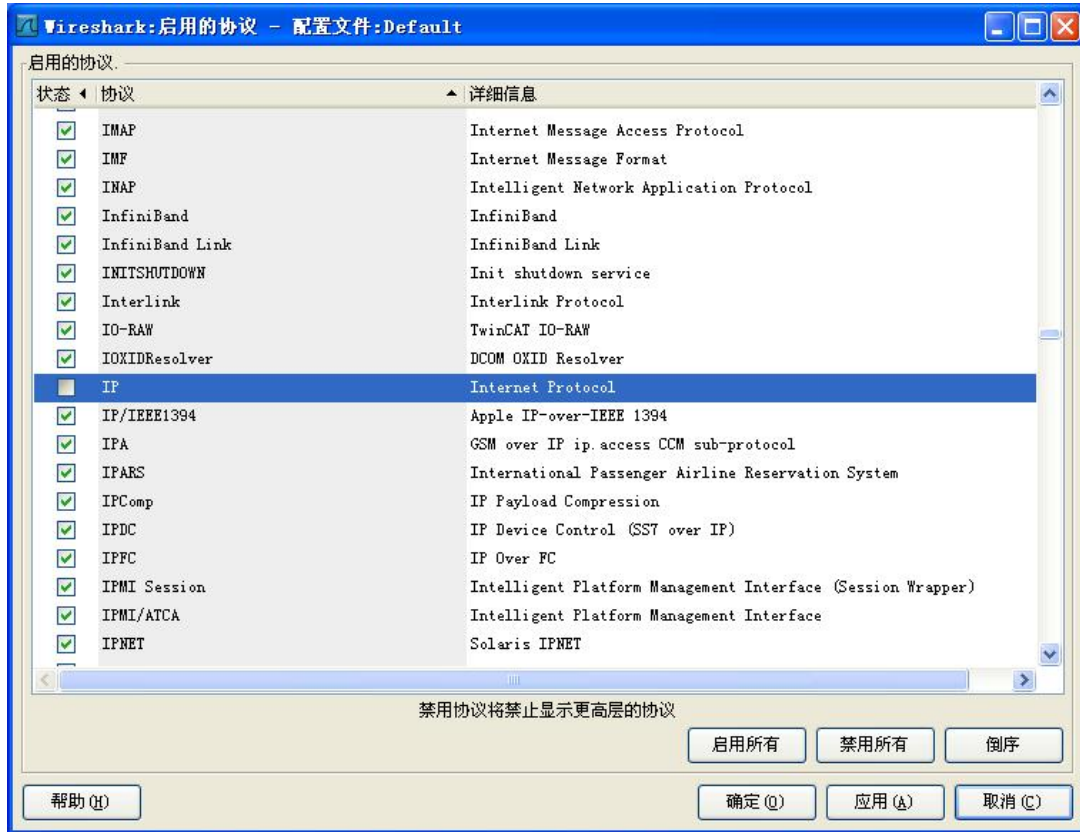 Wireshark:启用的协议 - 配置文件:Default
启用的协议.
状态 协议 详细信息
IMAP Internet Message Access Protocol
IMF Internet Message Format
INAP Intelligent Network Application Protocol
InfiniBand InfiniBand
InfiniBand Link InfiniBand Link
INITSHUTDOWN Init shutdown service
Interlink Interlink Protocol
IO-RAW TwinCAT IO-RAW
IOXIDResolver DCOM OXID Resolver
IP Internet Protocol
IP/IEEE1394 Apple IP-over-IEEE 1394
IPA GSM over IP ip.access CCM sub-protocol
IPARS International Passenger Airline Reservation System
IPComp IP Payload Compression
IPDC IP Device Control (SS7 over IP)
IPFC IP Over FC
IPMI Session Intelligent Platform Management Interface (Session Wrapper)
IPMI/ATCA Intelligent Platform Management Interface
IPNET Solaris IPNET
禁用协议将禁止显示更高层的协议
启用所有 禁用所有 倒序
帮助(H) 确定(O) 应用(A) 取消(C)